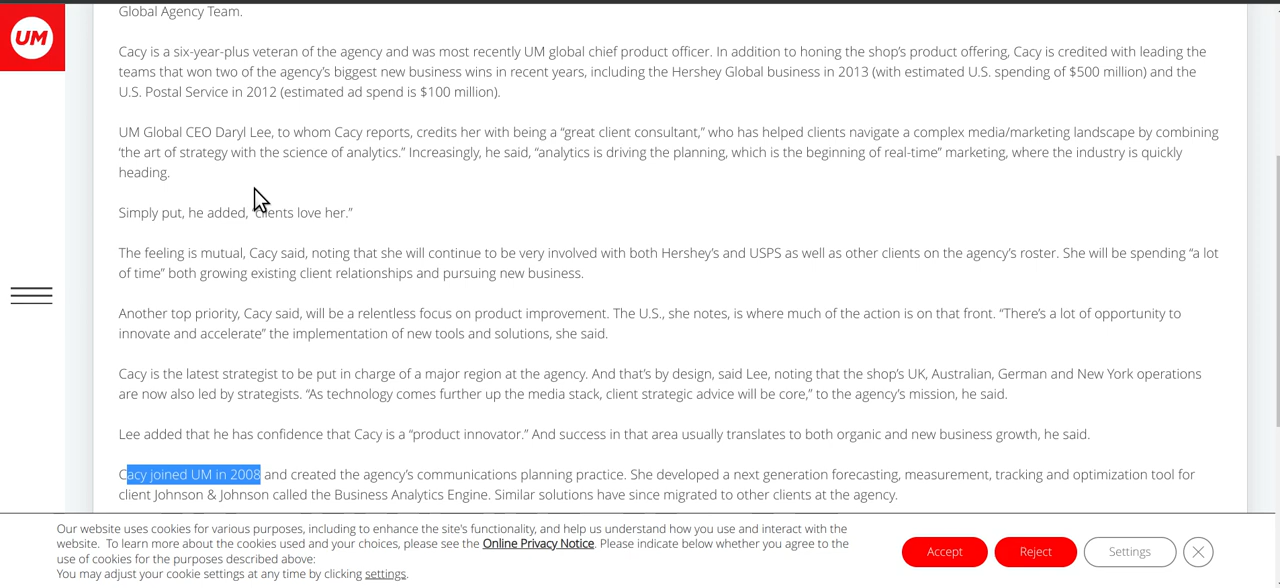 Global Agency Team.
UM
Cacy is a six-year-plus veteran of the agency and was most recently UM global chief product officer. In addition to honing the shop’s product offering, Cacy is credited with leading the
teams that won two of the agency’s biggest new business wins in recent years, including the Hershey Global business in 2013 (with estimated U.S. spending of $500 million) and the
U.S. Postal Service in 2012 (estimated ad spend is $100 million).
UM Global CEO Daryl Lee, to whom Cacy reports, credits her with being a “great client consultant,” who has helped clients navigate a complex media/marketing landscape by combining
‘the art of strategy with the science of analytics.” Increasingly, he said, “analytics is driving the planning, which is the beginning of real-time” marketing, where the industry is quickly
heading.
Simply put, he added, “clients love her.”
The feeling is mutual, Cacy said, noting that she will continue to be very involved with both Hershey’s and USPS as well as other clients on the agency’s roster. She will be spending “a lot
of time” both growing existing client relationships and pursuing new business.
Another top priority, Cacy said, will be a relentless focus on product improvement. The U.S., she notes, is where much of the action is on that front. “There’s a lot of opportunity to
innovate and accelerate” the implementation of new tools and solutions, she said.
Cacy is the latest strategist to be put in charge of a major region at the agency. And that’s by design, said Lee, noting that the shop’s UK, Australian, German and New York operations
are now also led by strategists. “As technology comes further up the media stack, client strategic advice will be core,” to the agency’s mission, he said.
Lee added that he has confidence that Cacy is a “product innovator.” And success in that area usually translates to both organic and new business growth, he said.
Cacy joined UM in 2008 and created the agency’s communications planning practice. She developed a next generation forecasting, measurement, tracking and optimization tool for
client Johnson & Johnson called the Business Analytics Engine. Similar solutions have since migrated to other clients at the agency.
Our website uses cookies for various purposes, including to enhance the site’s functionality, and help us understand how you use and interact with the
website. To learn more about the cookies used and your choices, please see the Online Privacy Notice. Please indicate below whether you agree to the
use of cookies for the purposes described above:
You may adjust your cookie settings at any time by clicking settings.
Accept
Reject
Settings